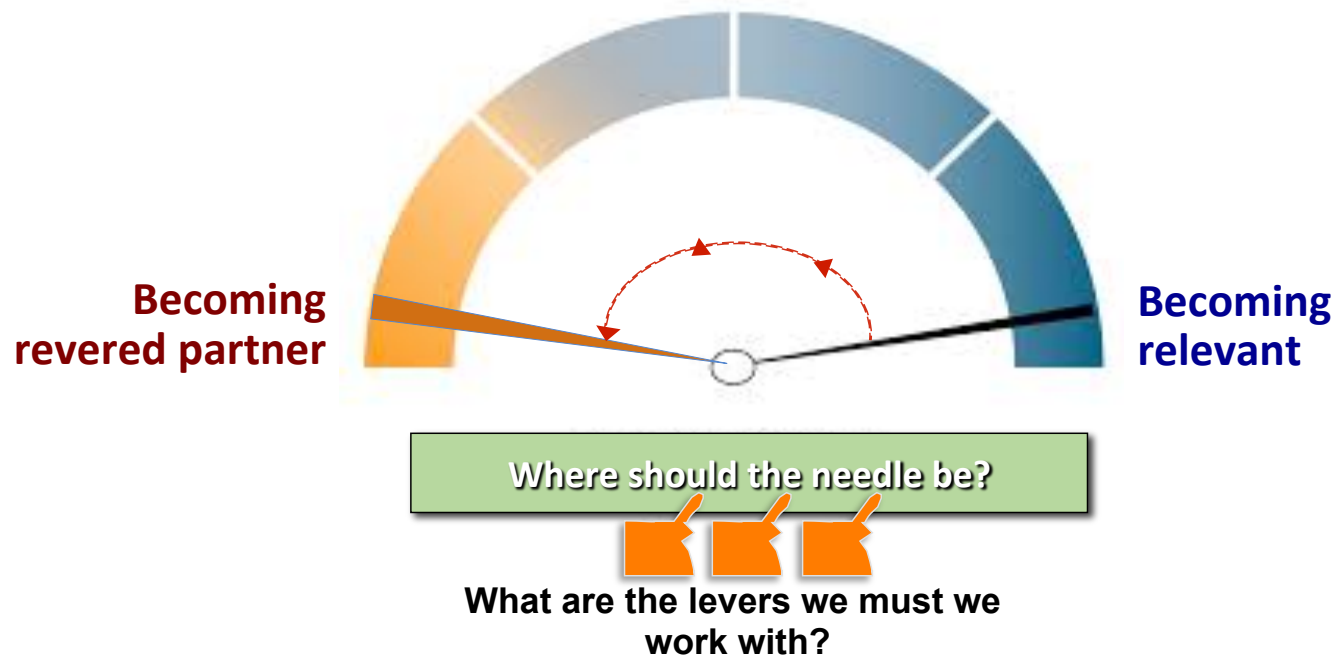 Becoming
revered partner
Becoming
relevant
Where should the needle be?
What are the levers we must we
work with?